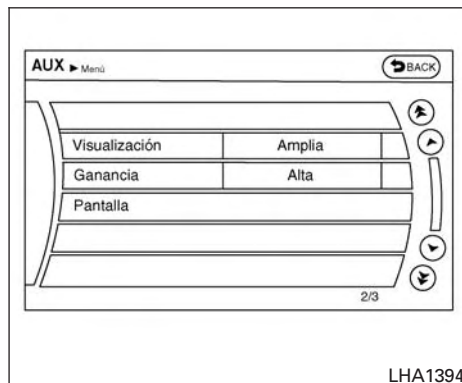 AUX ▶ Menú BACK
Visualización Amplia
Ganancia Alta
Pantalla
2/3
LHA1394